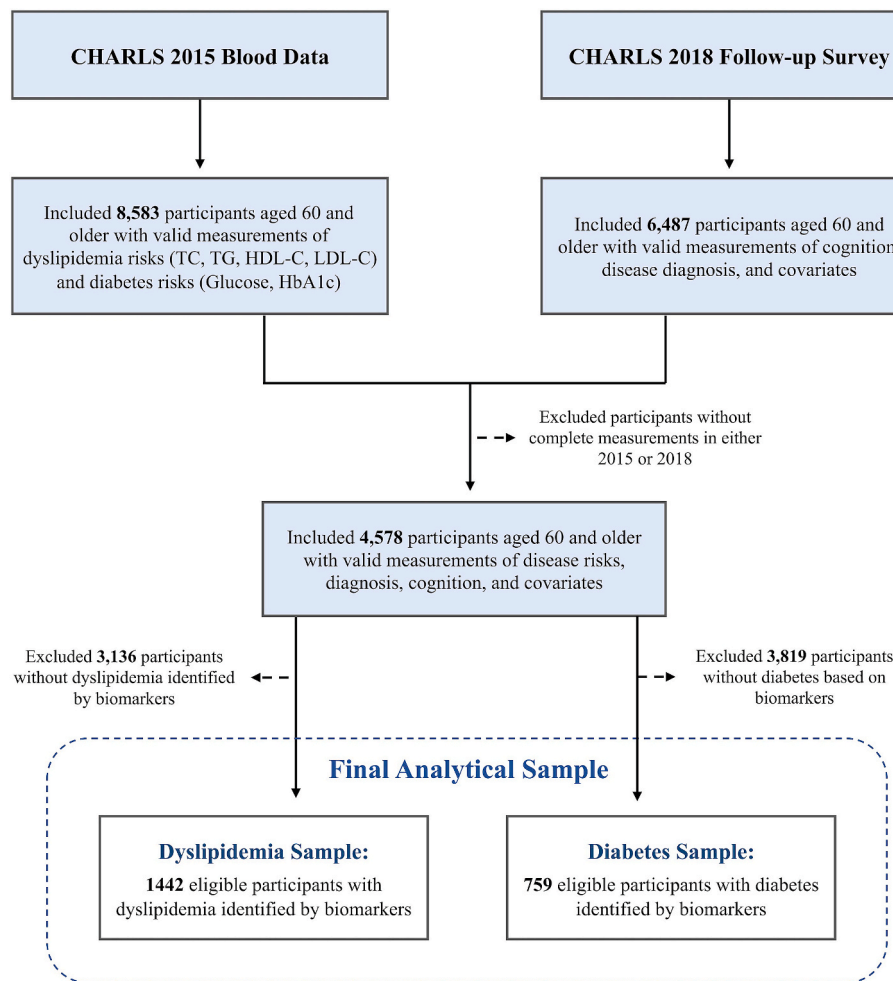 CHARLS 2015 Blood Data
CHARLS 2018 Follow-up Survey
Included 8,583 participants aged 60 and
older with valid measurements of
dyslipidemia risks (TC, TG, HDL-C, LDL-C)
and diabetes risks (Glucose, HbA1c)
Included 6,487 participants aged 60 and
older with valid measurements of cognition
disease diagnosis, and covariates
Excluded participants without
complete measurements in either
2015 or 2018
Included 4,578 participants aged 60 and older
with valid measurements of disease risks,
diagnosis, cognition, and covariates
Excluded 3,136 participants
without dyslipidemia identified
by biomarkers
Excluded 3,819 participants
without diabetes based on
biomarkers
Final Analytical Sample
Dyslipidemia Sample:
1442 eligible participants with
dyslipidemia identified by biomarkers
Diabetes Sample:
759 eligible participants with diabetes
identified by biomarkers